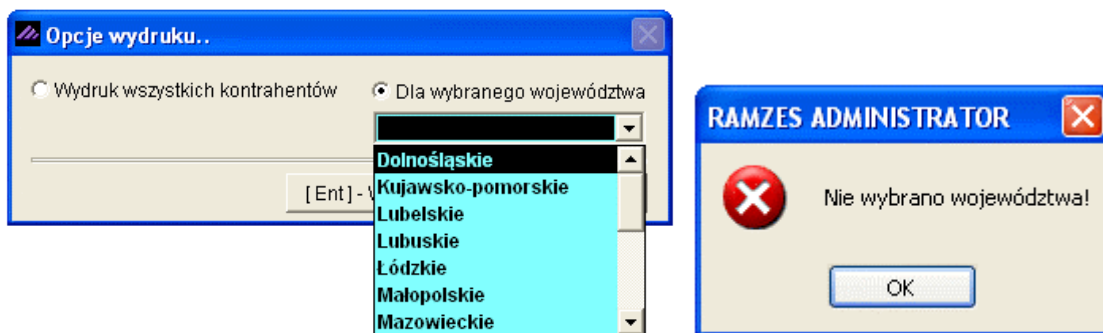 Opcje wydruku..
Wydruk wszystkich kontrahentów
Dla wybranego województwa
Dolnośląskie
[ Ent ] -
Kujawsko-pomorskie
Lubelskie
Lubuskie
Łódzkie
Małopolskie
Mazowieckie
RAMZES ADMINISTRATOR
Nie wybrano województwa!
OK